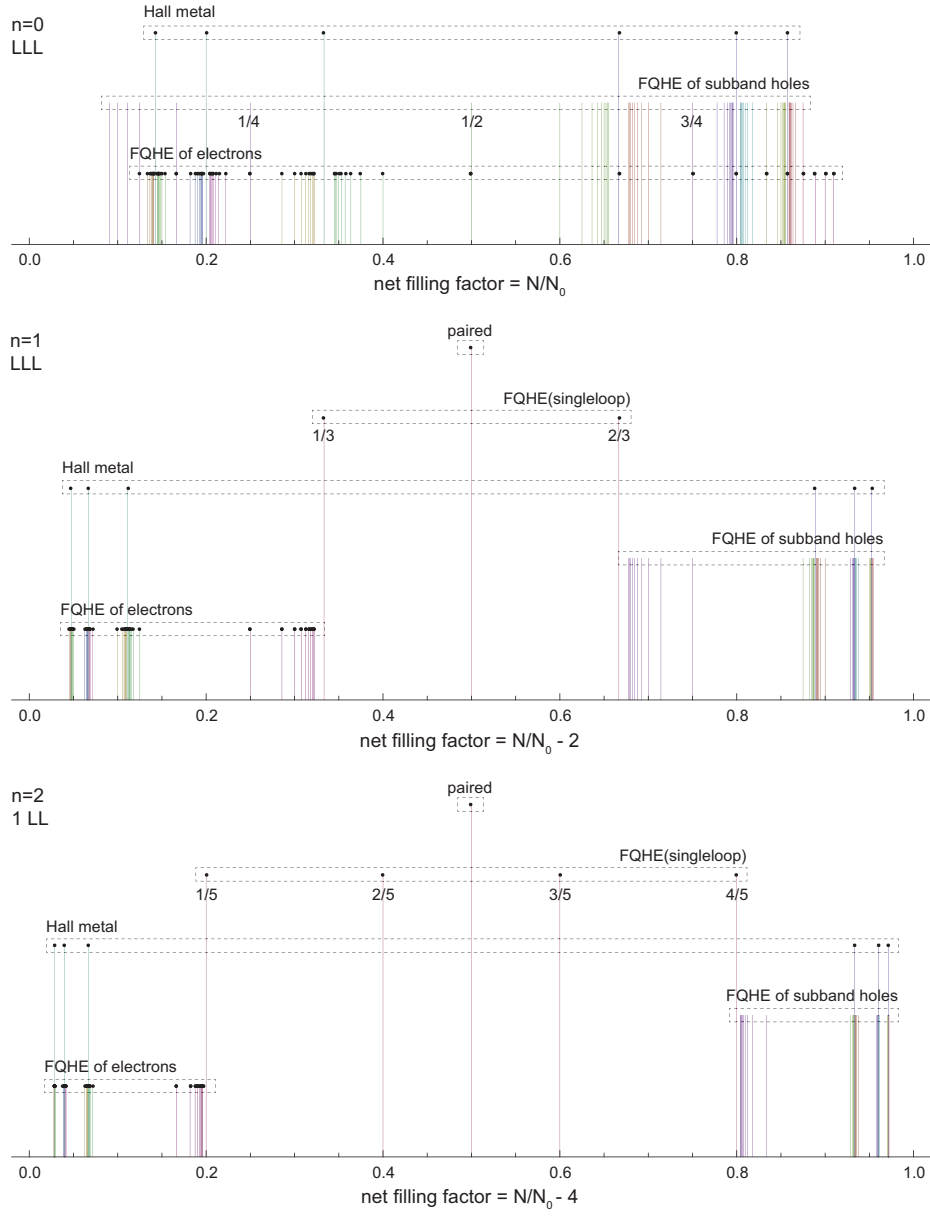 n=0
LLL
Hall metal
FQHE of subband holes
1/4
1/2
3/4
FQHE of electrons
0.0 0.2 0.4 0.6 0.8 1.0
net filling factor = N/N0
n=1
LLL
paired
FQHE(singleloop)
1/3
2/3
Hall metal
FQHE of subband holes
FQHE of electrons
0.0 0.2 0.4 0.6 0.8 1.0
net filling factor = N/N0 - 2
n=2
1 LL
paired
FQHE(singleloop)
1/5
2/5
3/5
4/5
Hall metal
FQHE of subband holes
FQHE of electrons
0.0 0.2 0.4 0.6 0.8 1.0
net filling factor = N/N0 - 4